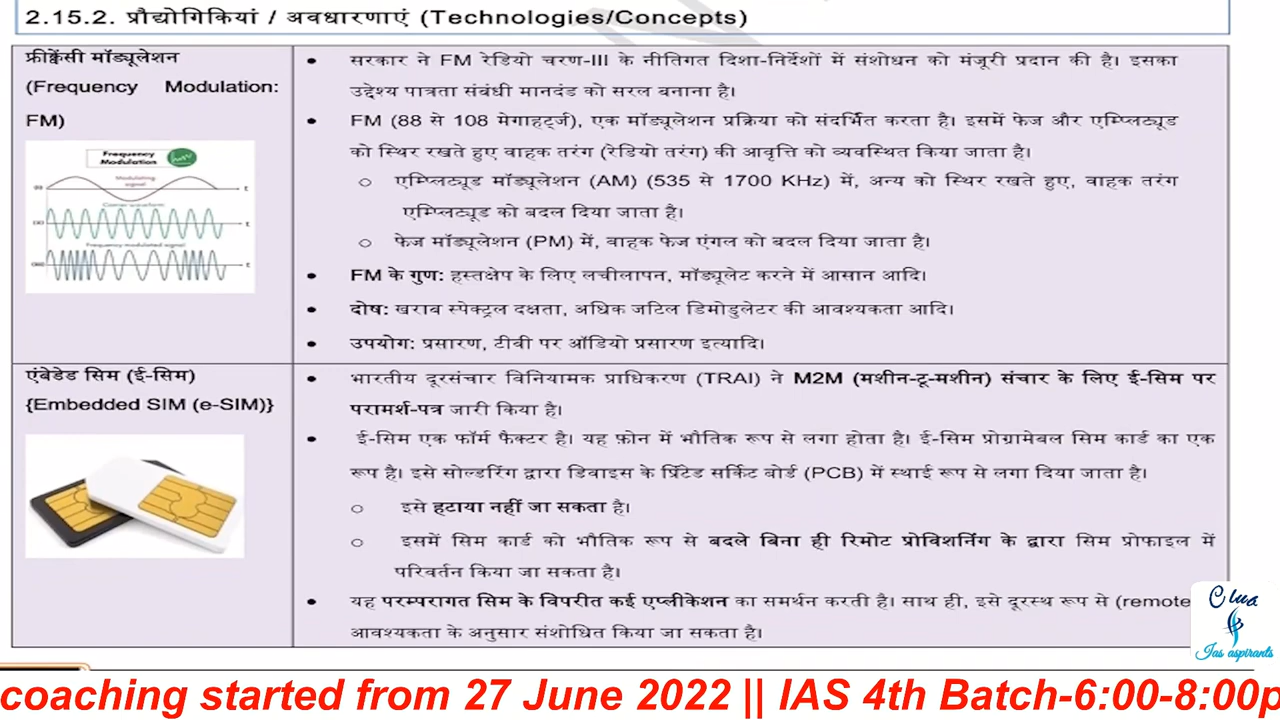 2.15.2. प्रौद्योगिकियां / अवधारणाएं (Technologies/Concepts)
फ्रीक्वेंसी मॉड्यूलेशन
(Frequency Modulation:
FM)
Frequency
Modulation
Modulating
signal
Carrier waveform
Frequency modulated signal
• सरकार ने FM रेडियो चरण-III के नीतिगत दिशा-निर्देशों में संशोधन को मंजूरी प्रदान की है। इसका
उद्देश्य पात्रता संबंधी मानदंड को सरल बनाना है।
• FM (88 से 108 मेगाहर्ट्ज), एक मॉड्यूलेशन प्रक्रिया को संदर्भित करता है। इसमें फेज और एम्प्लिट्यूड
को स्थिर रखते हुए वाहक तरंग (रेडियो तरंग) की आवृत्ति को व्यवस्थित किया जाता है।
○ एम्प्लिट्यूड मॉड्यूलेशन (AM) (535 से 1700 KHz) में, अन्य को स्थिर रखते हुए, वाहक तरंग
एम्प्लिट्यूड को बदल दिया जाता है।
○ फेज मॉड्यूलेशन (PM) में, वाहक फेज एंगल को बदल दिया जाता है।
• FM के गुण: हस्तक्षेप के लिए लचीलापन, मॉड्यूलेट करने में आसान आदि।
• दोष: खराब स्पेक्ट्रल दक्षता, अधिक जटिल डिमोडुलेटर की आवश्यकता आदि।
• उपयोग: प्रसारण, टीवी पर ऑडियो प्रसारण इत्यादि।
एंबेडेड सिम (ई-सिम)
{Embedded SIM (e-SIM)}
• भारतीय दूरसंचार विनियामक प्राधिकरण (TRAI) ने M2M (मशीन-टू-मशीन) संचार के लिए ई-सिम पर
परामर्श-पत्र जारी किया है।
• ई-सिम एक फॉर्म फैक्टर है। यह फ़ोन में भौतिक रूप से लगा होता है। ई-सिम प्रोग्रामेबल सिम कार्ड का एक
रूप है। इसे सोल्डरिंग द्वारा डिवाइस के प्रिंटेड सर्किट बोर्ड (PCB) में स्थाई रूप से लगा दिया जाता है।
○ इसे हटाया नहीं जा सकता है।
○ इसमें सिम कार्ड को भौतिक रूप से बदले बिना ही रिमोट प्रोविशनिंग के द्वारा सिम प्रोफाइल में
परिवर्तन किया जा सकता है।
• यह परम्परागत सिम के विपरीत कई एप्लीकेशन का समर्थन करती है। साथ ही, इसे दूरस्थ रूप से (remote
आवश्यकता के अनुसार संशोधित किया जा सकता है।
Clue
Ias aspirants
coaching started from 27 June 2022 || IAS 4th Batch-6:00-8:00p